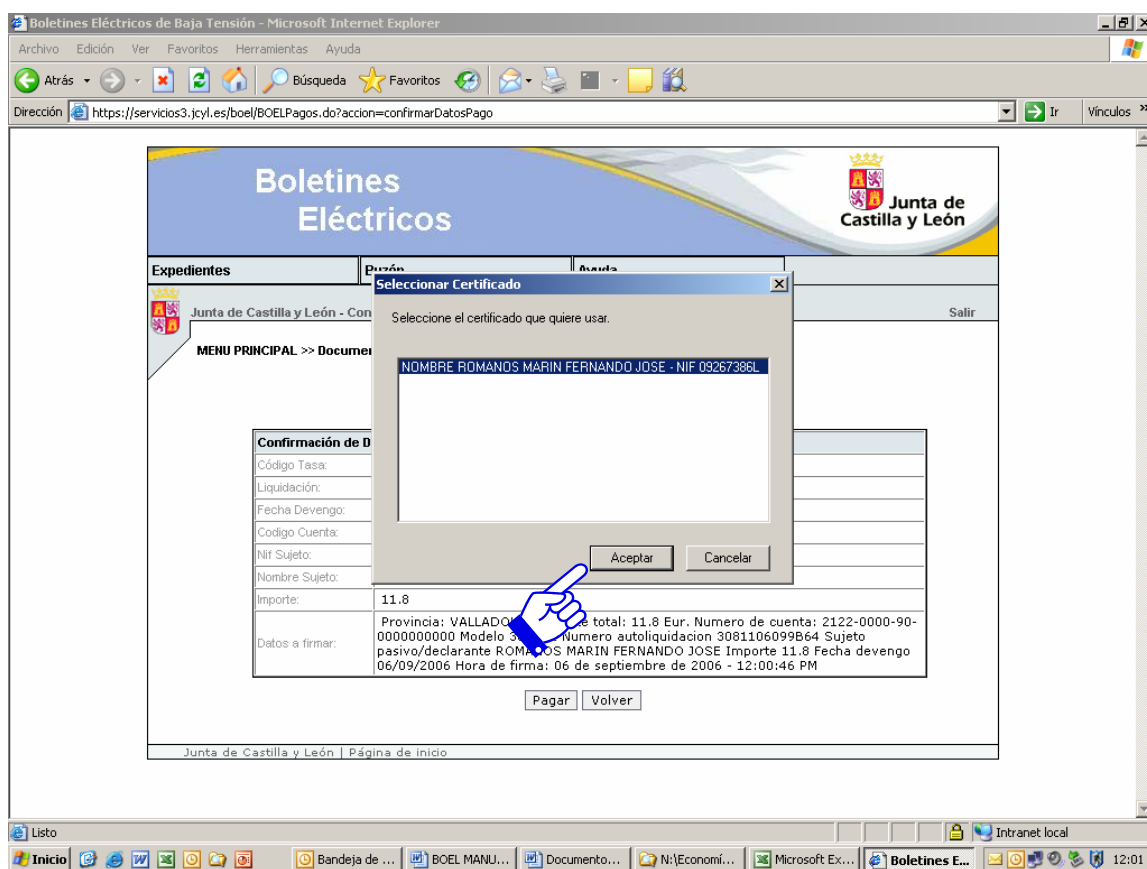 Boletines Eléctricos de Baja Tensión - Microsoft Internet Explorer
Archivo Edición Ver Favoritos Herramientas Ayuda
Atrás Búsqueda Favoritos
Dirección https://servicios3.jcyl.es/boel/BOELPagos.do?accion=confirmarDatosPago Ir Vínculos »
Boletines
Eléctricos
Junta de
Castilla y León
Expedientes Buzón Ayuda
Seleccionar Certificado
Junta de Castilla y León - Con Salir
Seleccione el certificado que quiere usar.
MENU PRINCIPAL >> Documen
NOMBRE ROMANOS MARIN FERNANDO JOSE - NIF 09267386L
Confirmación de D
Código Tasa:
Liquidación:
Fecha Devengo:
Codigo Cuenta:
Nif Sujeto:
Aceptar Cancelar
Nombre Sujeto:
Importe: 11.8
Datos a firmar:
Provincia: VALLADO total: 11.8 Eur. Numero de cuenta: 2122-0000-90-
0000000000 Modelo Numero autoliquidacion 3081106099B64 Sujeto
pasivo/declarante ROMANOS MARIN FERNANDO JOSE Importe 11.8 Fecha devengo
06/09/2006 Hora de firma: 06 de septiembre de 2006 - 12:00:46 PM
Pagar Volver
Junta de Castilla y León | Página de inicio
Listo Intranet local
Inicio Bandeja de ... BOEL MANU... Documento... N:\Economí... Microsoft Ex... Boletines E... 12:01